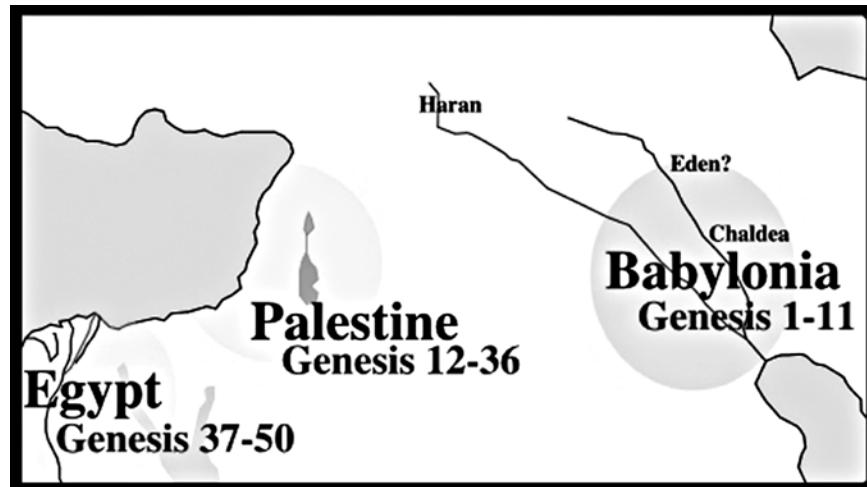 Haran
Eden?
Chaldea
Babylonia
Genesis 1-11
Palestine
Genesis 12-36
Egypt
Genesis 37-50